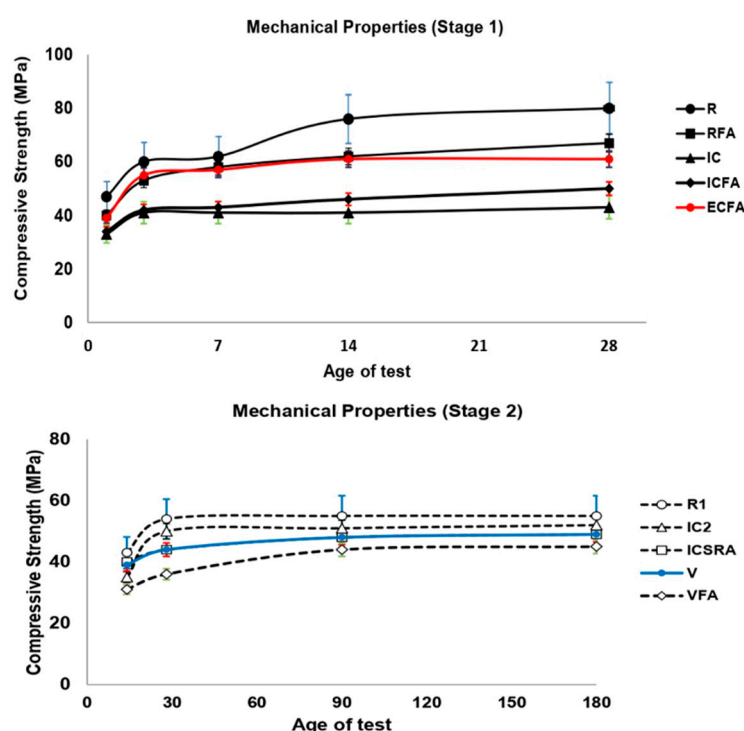 Mechanical Properties (Stage 1)
Compressive Strength (MPa)
100
80
60
40
20
0
0 7 14 21 28
Age of test
R
RFA
IC
ICFA
ECFA
Mechanical Properties (Stage 2)
Compressive Strength (MPa)
80
60
40
20
0
0 30 60 90 120 150 180
Age of test
R1
IC2
ICSRA
V
VFA